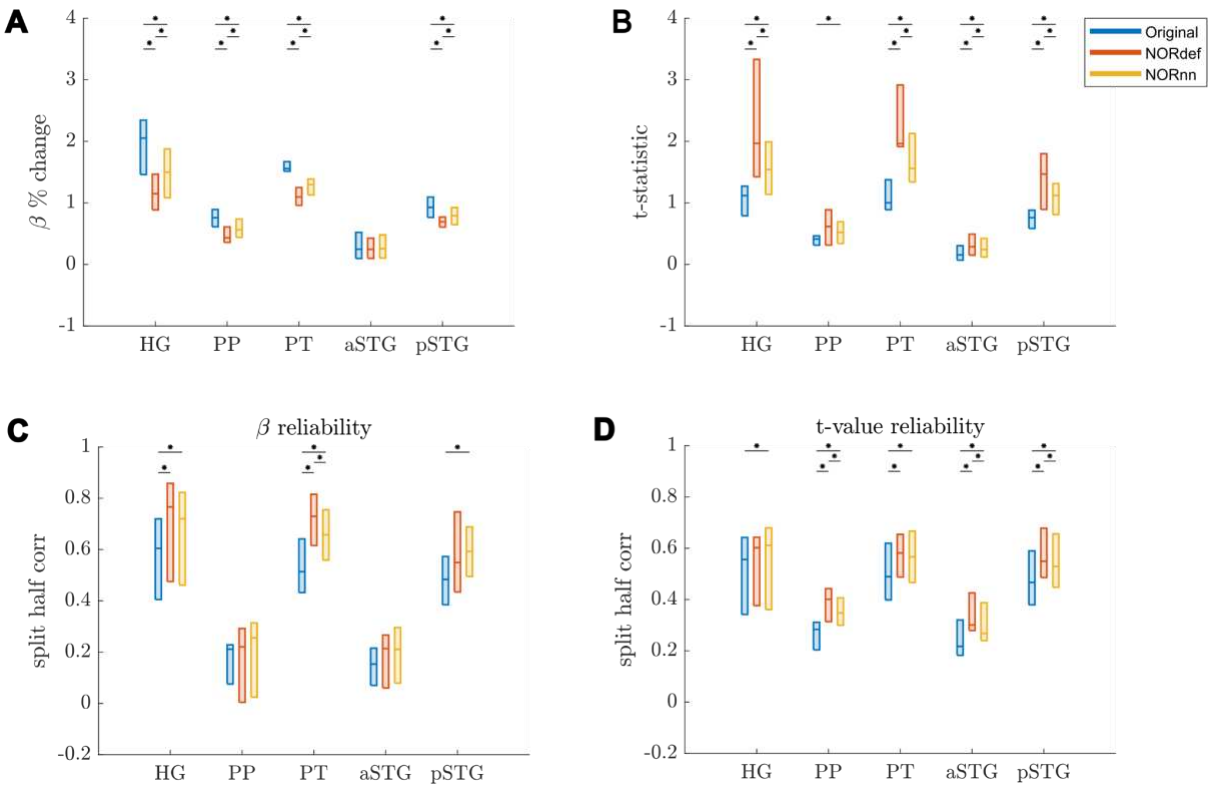 A
4
3
2
1
0
-1
β % change
HG PP PT aSTG pSTG
B
4
3
2
1
0
-1
t-statistic
HG PP PT aSTG pSTG
Original
NORdef
NORnn
C
β reliability
1
0.8
0.6
0.4
0.2
0
-0.2
split half corr
HG PP PT aSTG pSTG
D
t-value reliability
1
0.8
0.6
0.4
0.2
0
-0.2
split half corr
HG PP PT aSTG pSTG